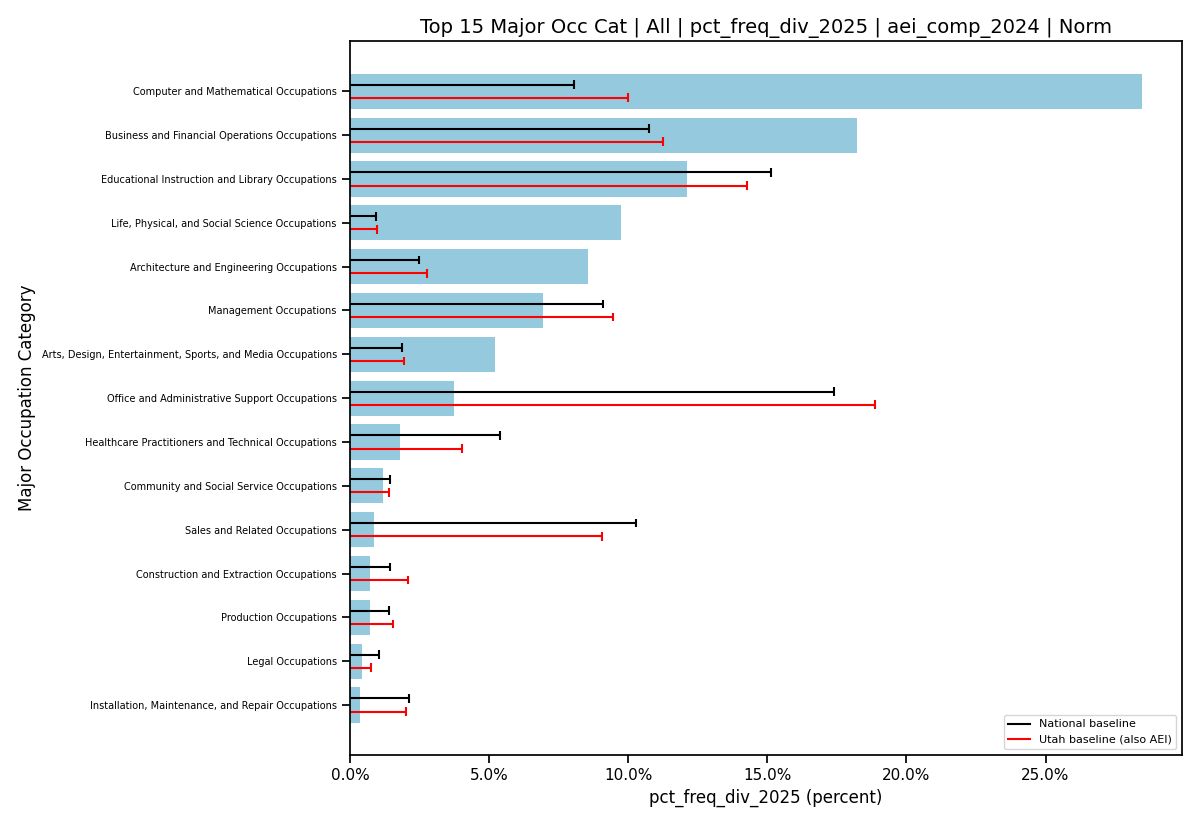 Top 15 Major Occ Cat | All | pct_freq_div_2025 | aei_comp_2024 | Norm
Major Occupation Category
Computer and Mathematical Occupations
Business and Financial Operations Occupations
Educational Instruction and Library Occupations
Life, Physical, and Social Science Occupations
Architecture and Engineering Occupations
Management Occupations
Arts, Design, Entertainment, Sports, and Media Occupations
Office and Administrative Support Occupations
Healthcare Practitioners and Technical Occupations
Community and Social Service Occupations
Sales and Related Occupations
Construction and Extraction Occupations
Production Occupations
Legal Occupations
Installation, Maintenance, and Repair Occupations
National baseline
Utah baseline (also AEI)
0.0% 5.0% 10.0% 15.0% 20.0% 25.0%
pct_freq_div_2025 (percent)